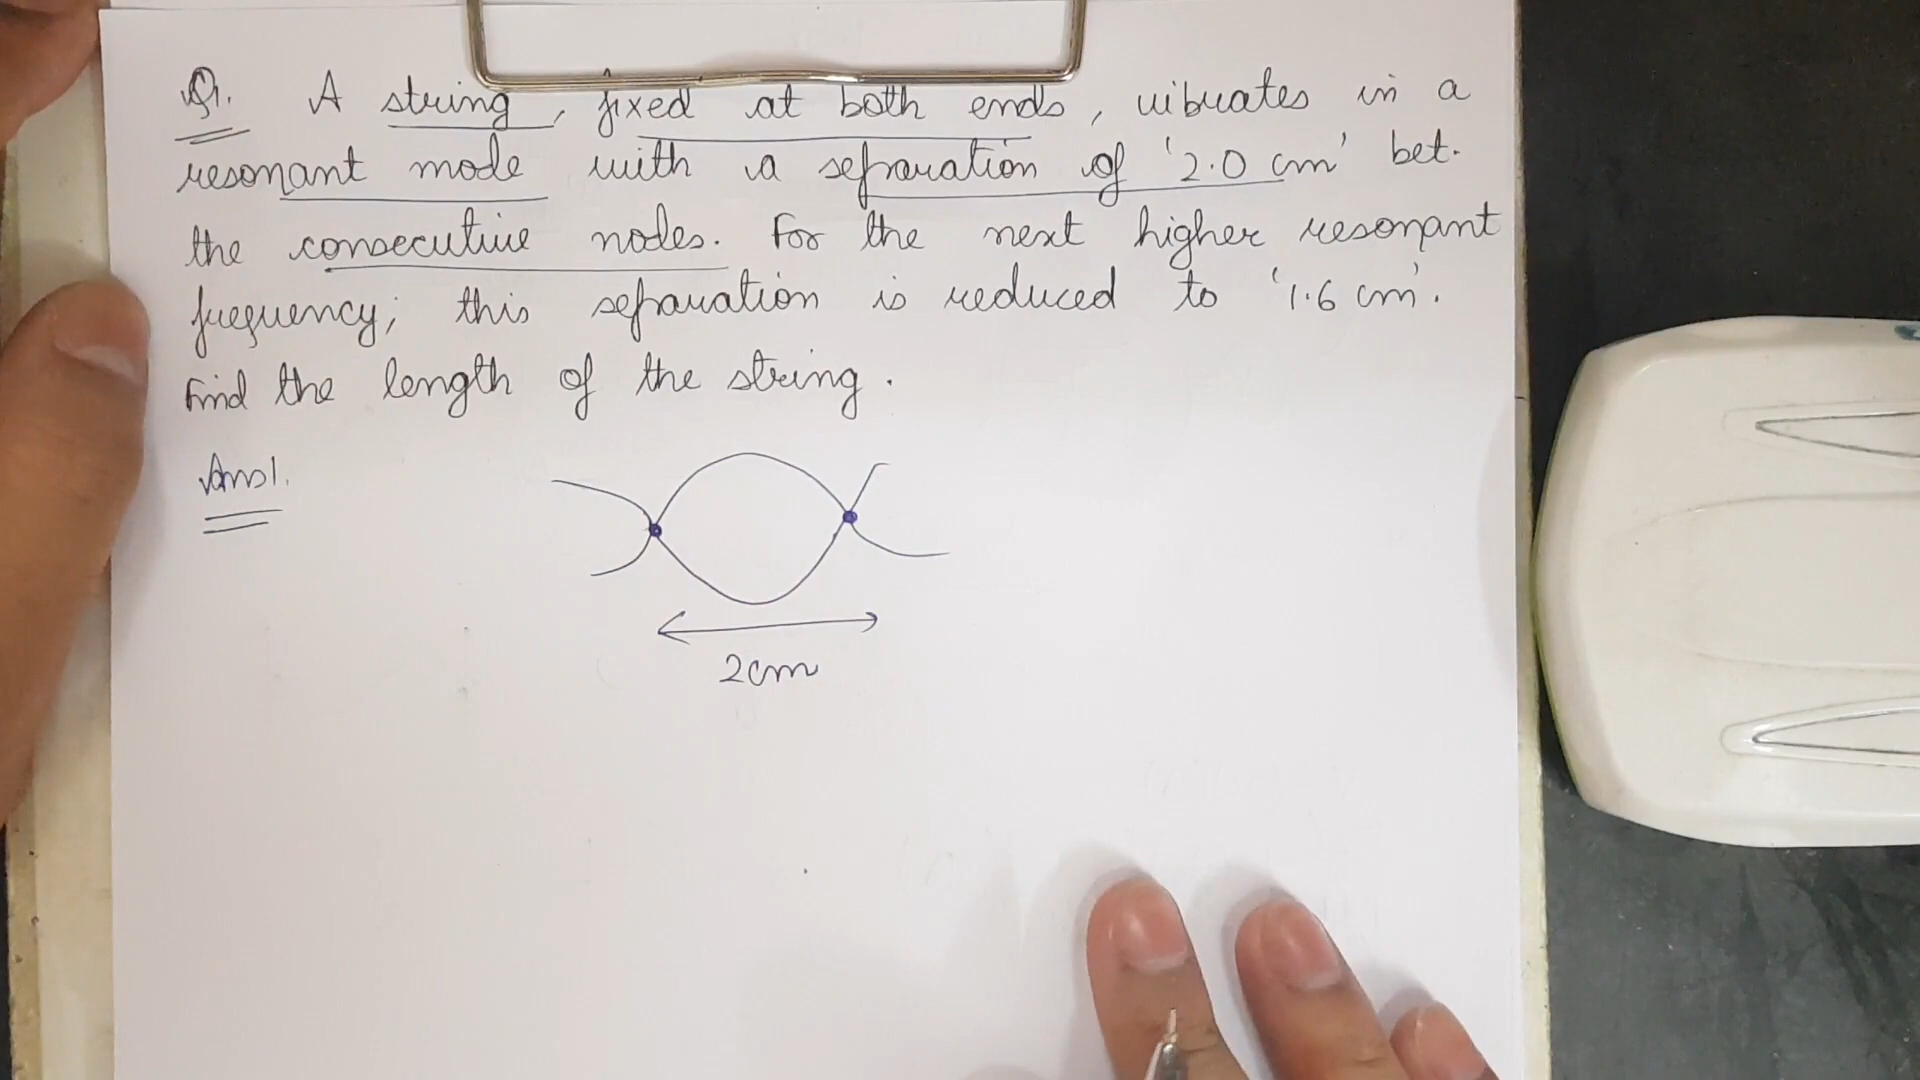 Q1. A string, fixed at both ends, vibrates in a
resonant mode with a separation of '2.0 cm' bet.
the consecutive nodes. For the next higher resonant
frequency; this separation is reduced to '1.6 cm'.
Find the length of the string.
Ans1.
2cm